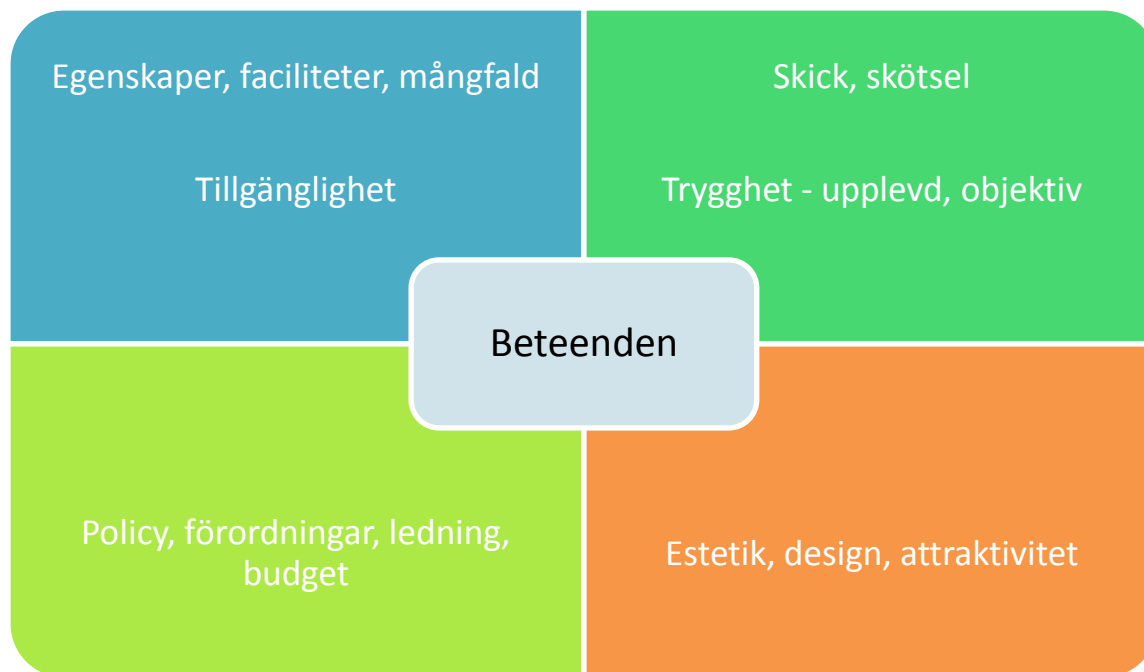 Egenskaper, faciliteter, mångfald
Tillgänglighet
Skick, skötsel
Trygghet - upplevd, objektiv
Beteenden
Policy, förordningar, ledning,
budget
Estetik, design, attraktivitet